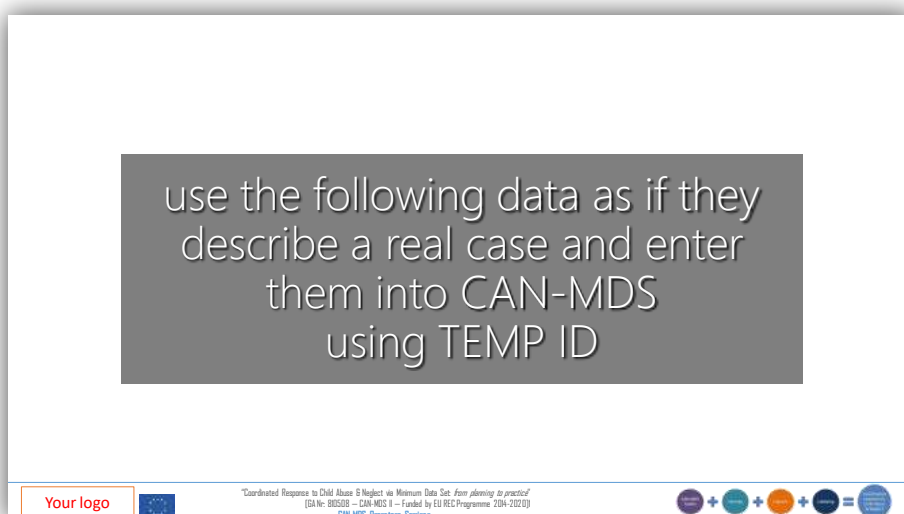 use the following data as if they
describe a real case and enter
them into CAN-MDS
using TEMP ID
Your logo
"Coordinated Response to Child Abuse & Neglect via Minimum Data Set: from planning to practice"
[GA Nr: 810508 — CAN-MDS II — Funded by EU REC Programme 2014-2020)]